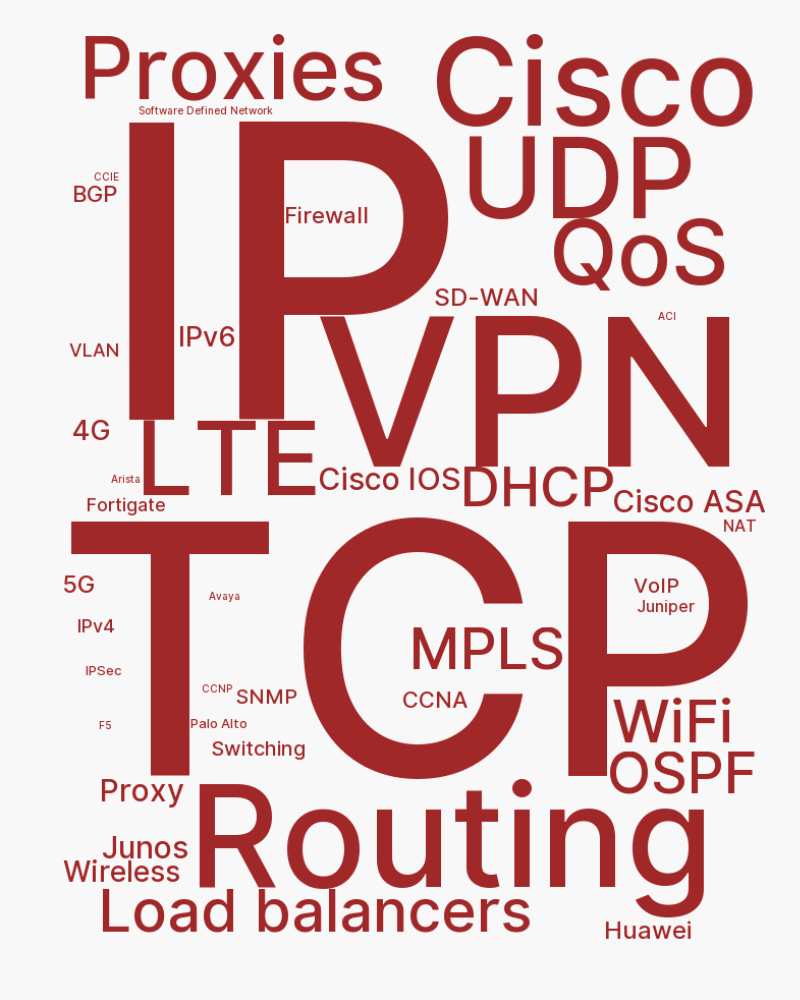 Proxies
Cisco
Software Defined Network
IP
UDP
CCIE
BGP
Firewall
QoS
SD-WAN
ACI
VPN
IPv6
VLAN
4G
LTE
Arista
Cisco IOS
DHCP
Cisco ASA
Fortigate
NAT
TCP
5G
Avaya
VoIP
Juniper
IPv4
MPLS
IPSec
CCNP
SNMP
CCNA
F5
Palo Alto
WiFi
Switching
OSPF
Proxy
Routing
Junos
Wireless
Load balancers
Huawei